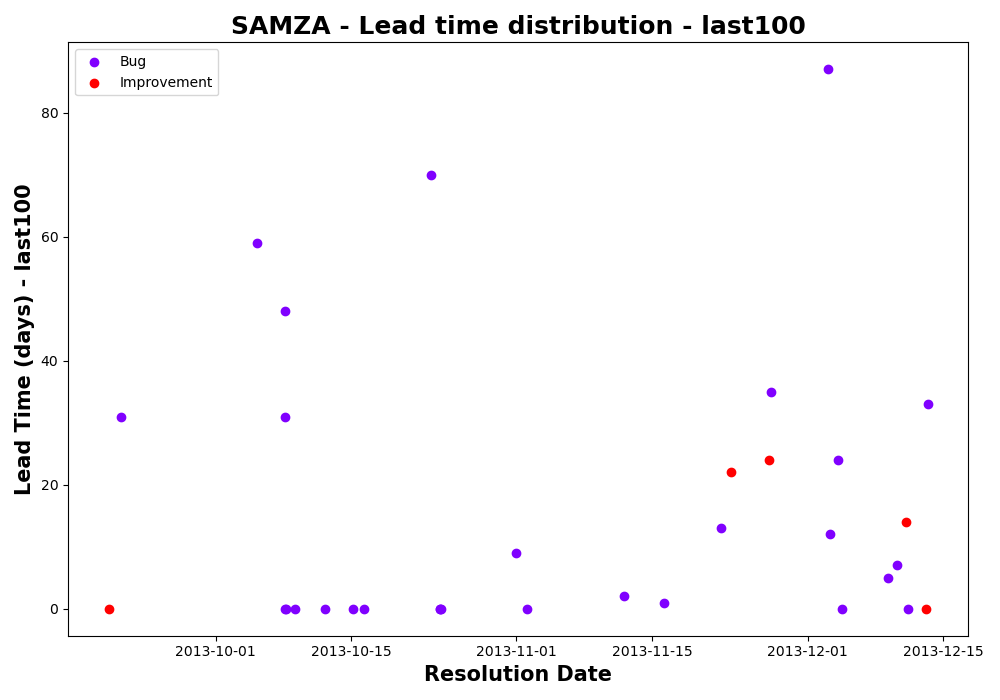 SAMZA - Lead time distribution - last100
Bug
Improvement
Lead Time (days) - last100
80
60
40
20
0
2013-10-01
2013-10-15
2013-11-01
2013-11-15
2013-12-01
2013-12-15
Resolution Date